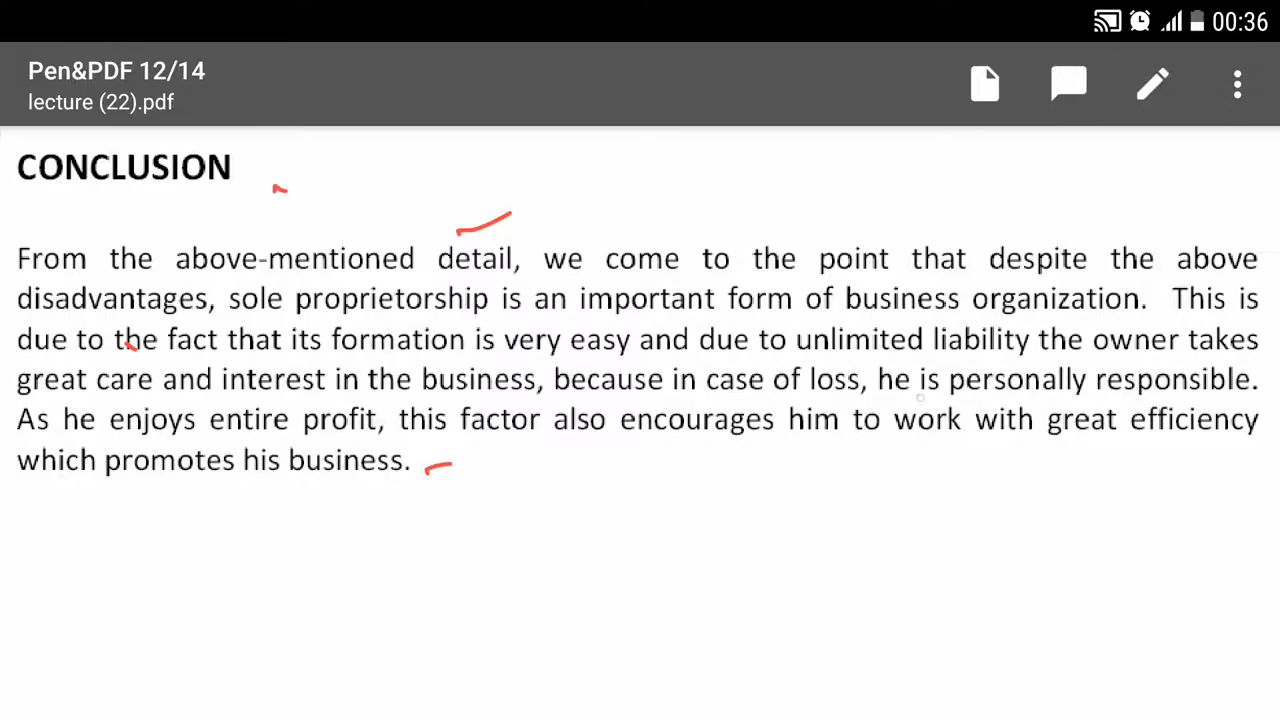 00:36
Pen&PDF 12/14
lecture (22).pdf
CONCLUSION
From the above-mentioned detail, we come to the point that despite the above
disadvantages, sole proprietorship is an important form of business organization. This is
due to the fact that its formation is very easy and due to unlimited liability the owner takes
great care and interest in the business, because in case of loss, he is personally responsible.
As he enjoys entire profit, this factor also encourages him to work with great efficiency
which promotes his business.